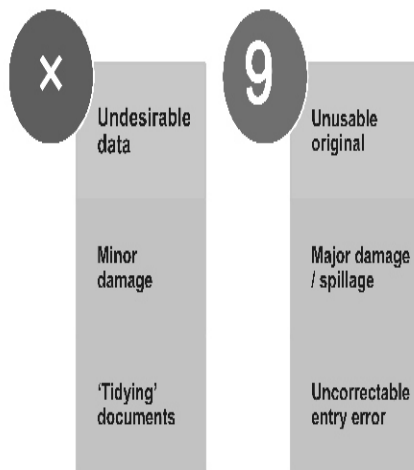 ×
Undesirable
data
Minor
damage
'Tidying'
documents
9
Unusable
original
Major damage
/ spillage
Uncorrectable
entry error